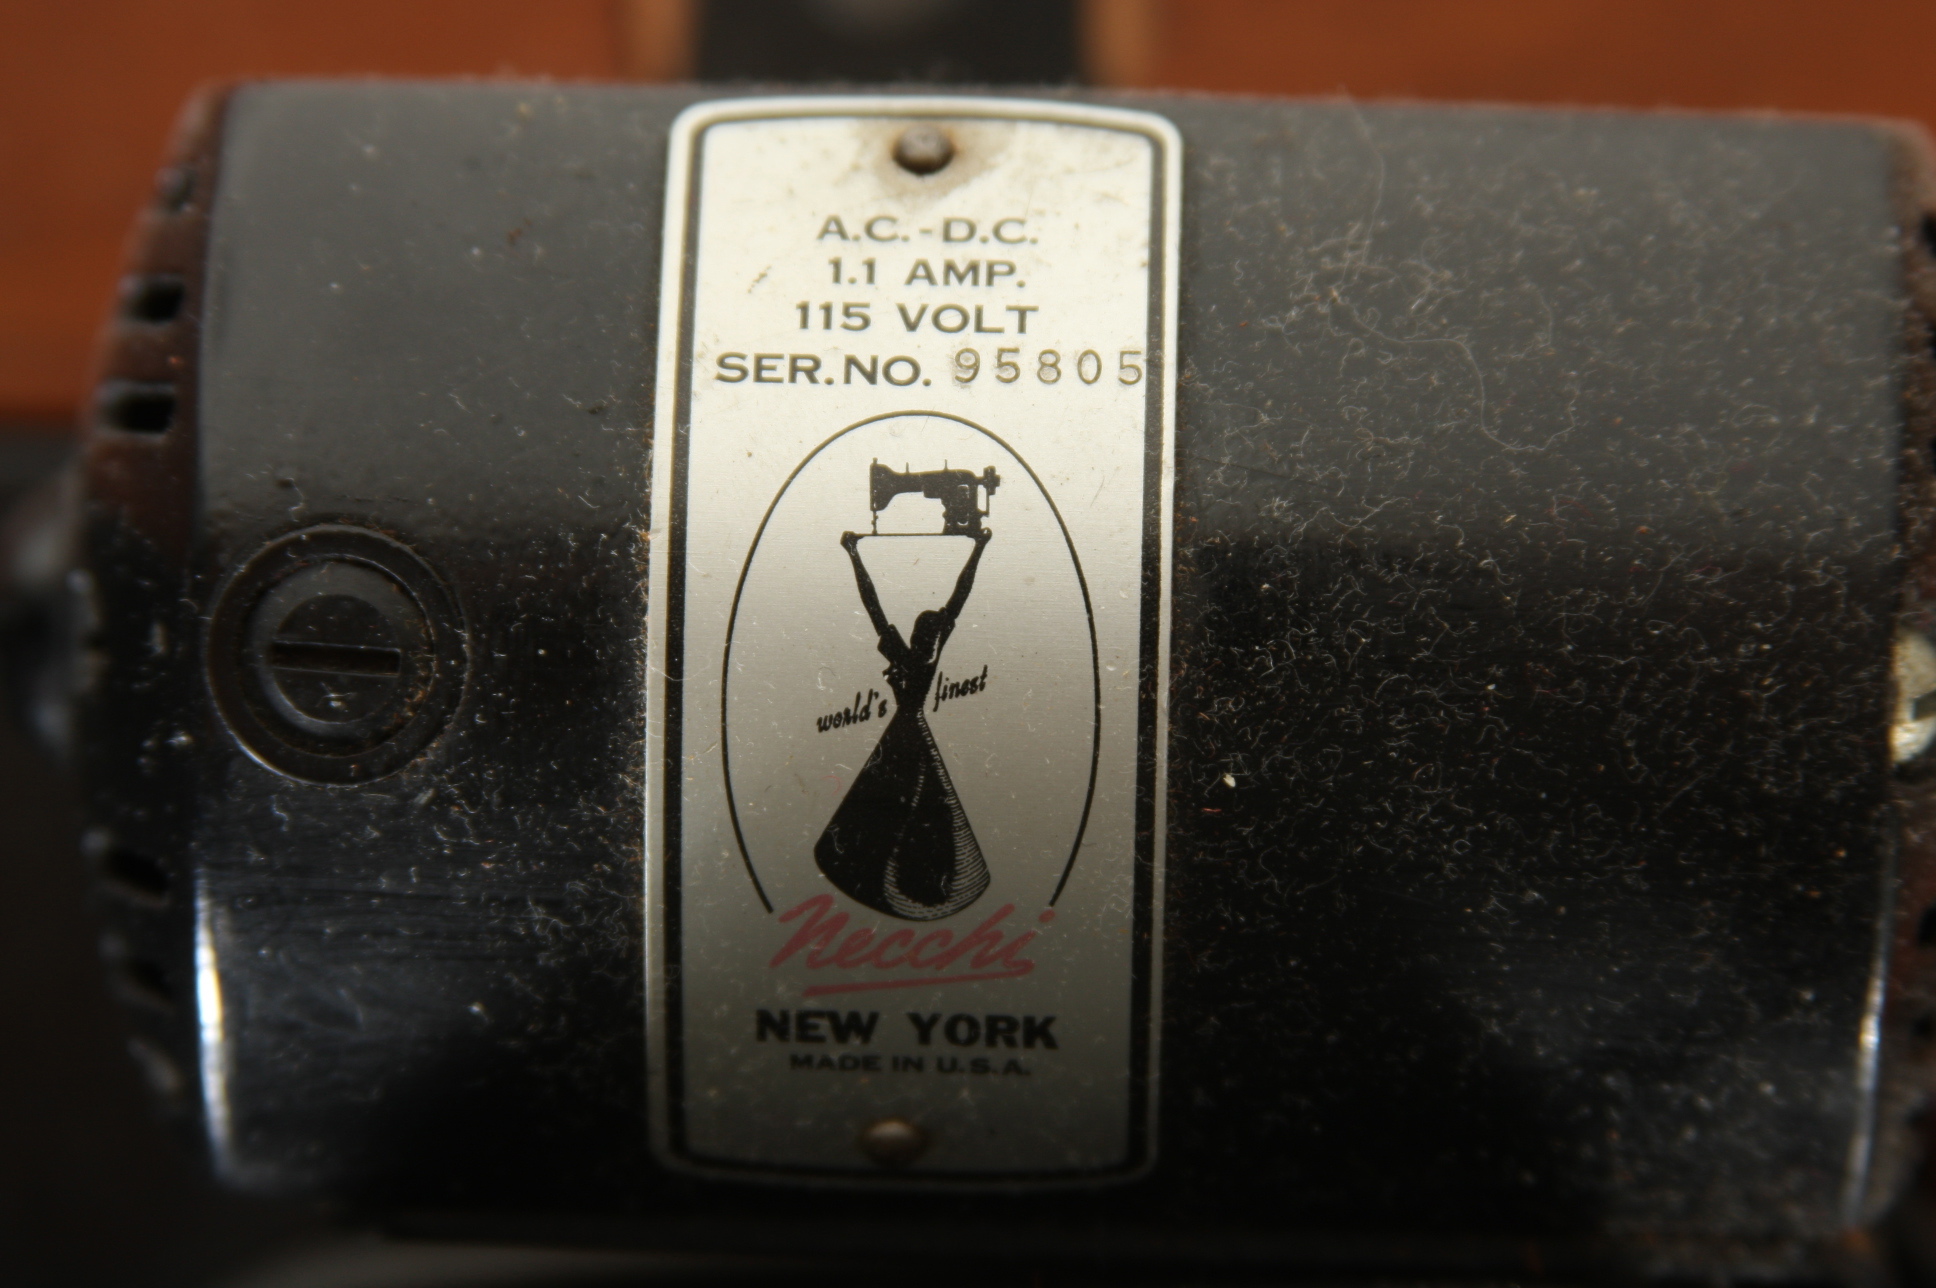 A.C.-D.C.
1.1 AMP.
115 VOLT
SER.NO. 95805
world's finest
Necchi
NEW YORK
MADE IN U.S.A.